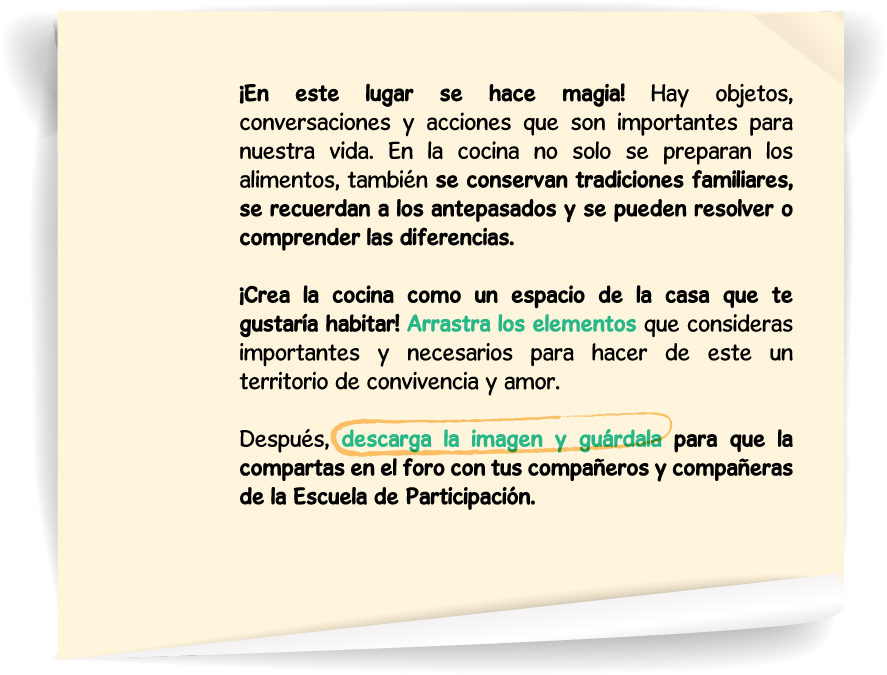 ¡En este lugar se hace magia! Hay objetos,
conversaciones y acciones que son importantes para
nuestra vida. En la cocina no solo se preparan los
alimentos, también se conservan tradiciones familiares,
se recuerdan a los antepasados y se pueden resolver o
comprender las diferencias.
¡Crea la cocina como un espacio de la casa que te
gustaría habitar! Arrastra los elementos que consideras
importantes y necesarios para hacer de este un
territorio de convivencia y amor.
Después, descarga la imagen y guárdala para que la
compartas en el foro con tus compañeros y compañeras
de la Escuela de Participación.